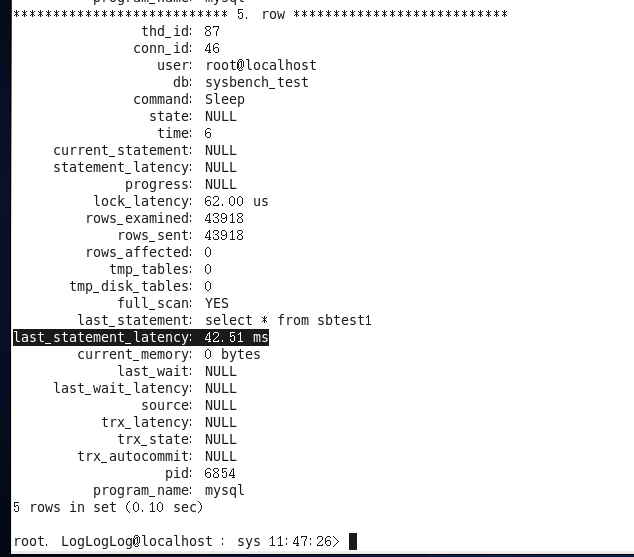 *************************** 5. row ***************************
thd_id: 87
conn_id: 46
user: root@localhost
db: sysbench_test
command: Sleep
state: NULL
time: 6
current_statement: NULL
statement_latency: NULL
progress: NULL
lock_latency: 62.00 us
rows_examined: 43918
rows_sent: 43918
rows_affected: 0
tmp_tables: 0
tmp_disk_tables: 0
full_scan: YES
last_statement: select * from sbtest1
last_statement_latency: 42.51 ms
current_memory: 0 bytes
last_wait: NULL
last_wait_latency: NULL
source: NULL
trx_latency: NULL
trx_state: NULL
trx_autocommit: NULL
pid: 6854
program_name: mysql
5 rows in set (0.10 sec)
root. LogLogLog@localhost : sys 11:47:26>